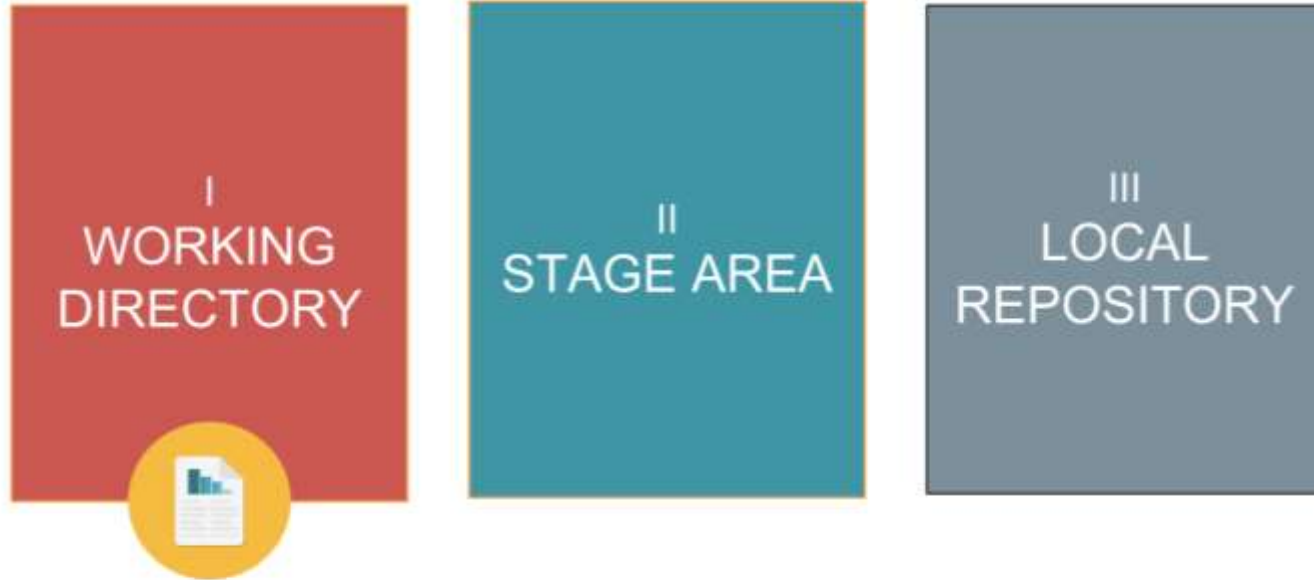 I
WORKING
DIRECTORY
II
STAGE AREA
III
LOCAL
REPOSITORY